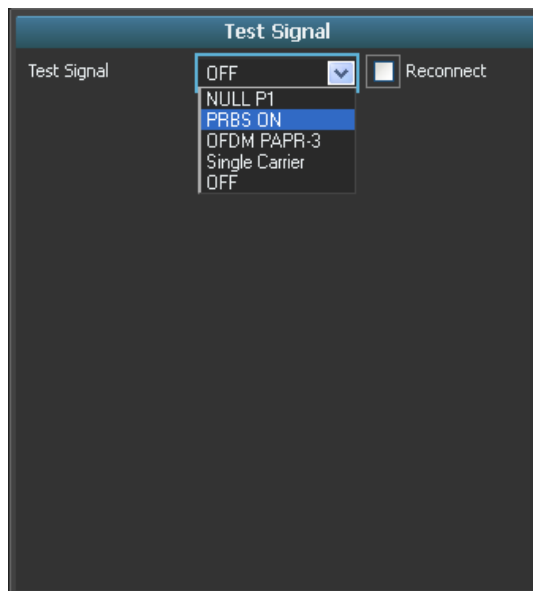 Test Signal
Test Signal OFF Reconnect
NULL P1
PRBS ON
OFDM PAPR-3
Single Carrier
OFF